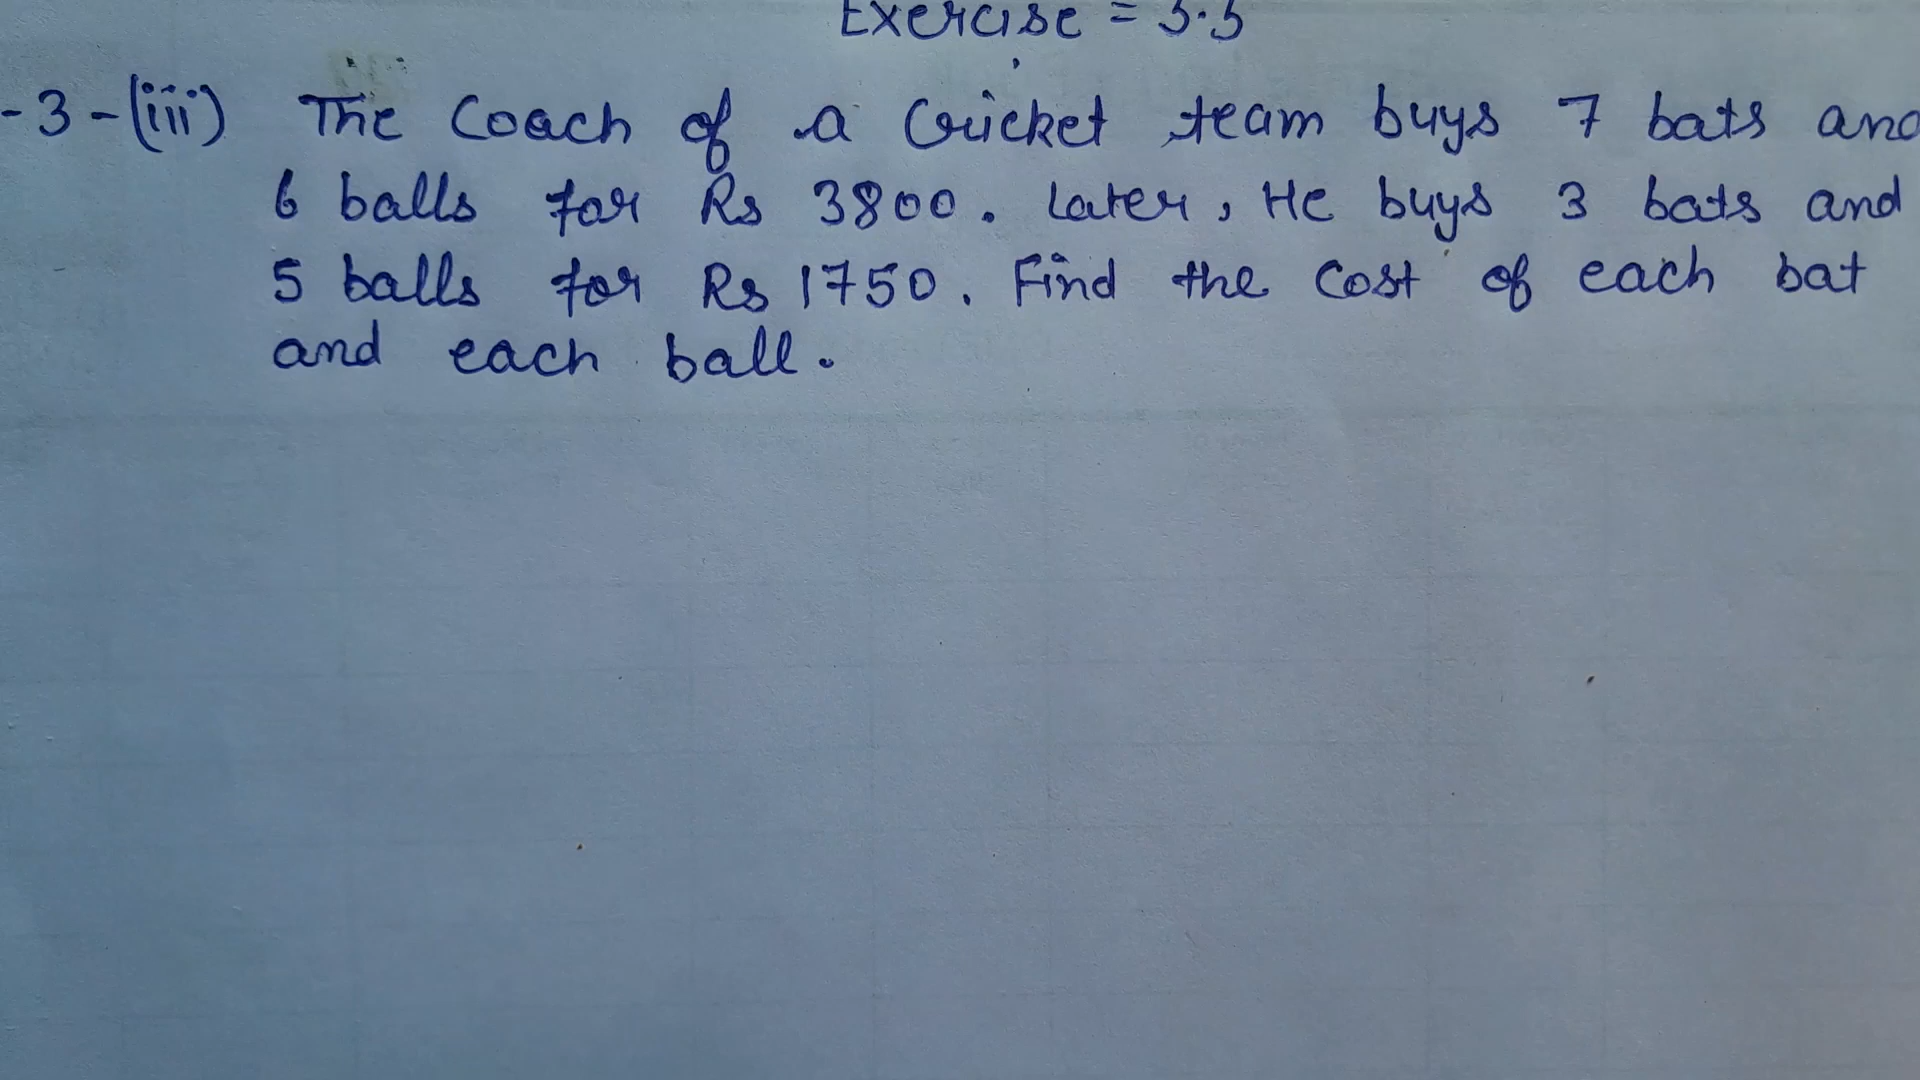 Exercise = 3.3
-3-(iii) The Coach of a Cricket team buys 7 bats and
6 balls for Rs 3800. Later, He buys 3 bats and
5 balls for Rs 1750. Find the Cost of each bat
and each ball.